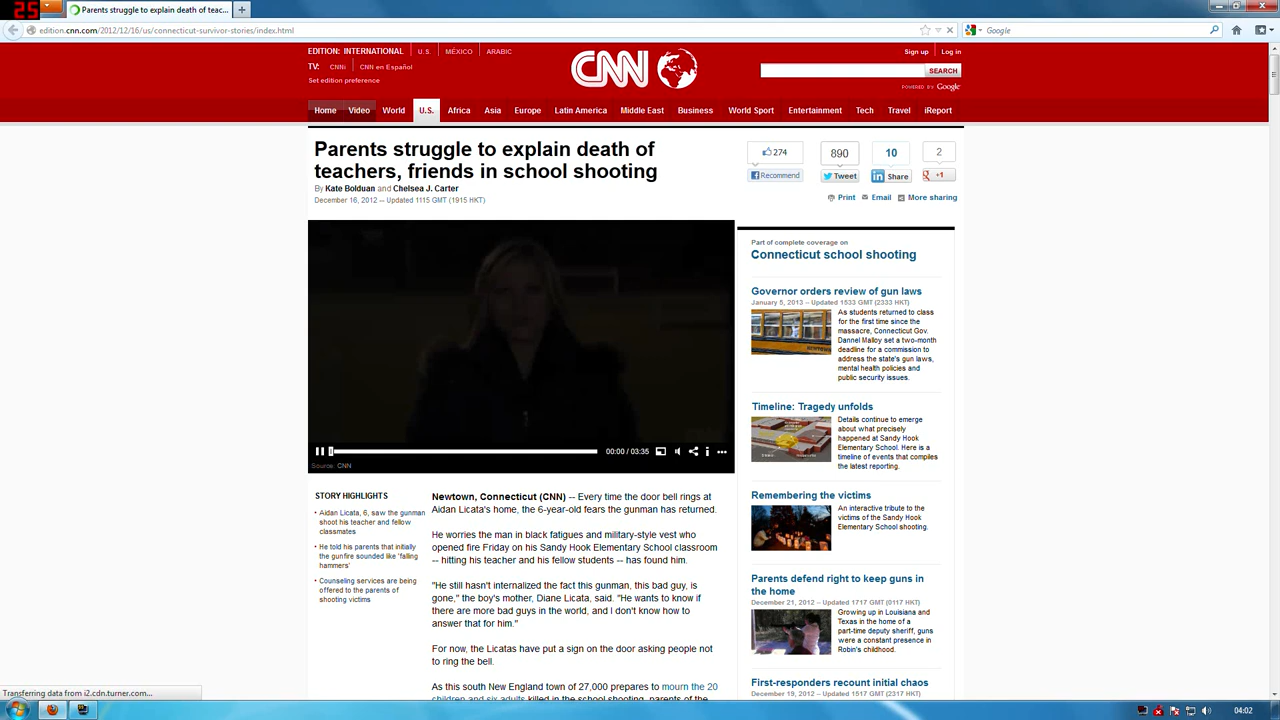 25
Parents struggle to explain death of teac...
edition.cnn.com/2012/12/16/us/connecticut-survivor-stories/index.html
Google
EDITION: INTERNATIONAL U.S. MÉXICO ARABIC
TV: CNNi CNN en Español
Set edition preference
CNN
Sign up Log in
SEARCH
POWERED BY Google
Home Video World U.S. Africa Asia Europe Latin America Middle East Business World Sport Entertainment Tech Travel iReport
Parents struggle to explain death of
teachers, friends in school shooting
By Kate Bolduan and Chelsea J. Carter
December 16, 2012 -- Updated 1115 GMT (1915 HKT)
274 890 10 2
Recommend Tweet Share +1
Print Email More sharing
00:00 / 03:35
Source: CNN
STORY HIGHLIGHTS
Aidan Licata, 6, saw the gunman
shoot his teacher and fellow
classmates
He told his parents that initially
the gunfire sounded like 'falling
hammers'
Counseling services are being
offered to the parents of
shooting victims
Newtown, Connecticut (CNN) -- Every time the door bell rings at
Aidan Licata's home, the 6-year-old fears the gunman has returned.
He worries the man in black fatigues and military-style vest who
opened fire Friday on his Sandy Hook Elementary School classroom
-- hitting his teacher and his fellow students -- has found him.
"He still hasn't internalized the fact this gunman, this bad guy, is
gone," the boy's mother, Diane Licata, said. "He wants to know if
there are more bad guys in the world, and I don't know how to
answer that for him."
For now, the Licatas have put a sign on the door asking people not
to ring the bell.
As this south New England town of 27,000 prepares to mourn the 20
children and six adults killed in the school shooting, parents of the
Part of complete coverage on
Connecticut school shooting
Governor orders review of gun laws
January 5, 2013 -- Updated 1533 GMT (2333 HKT)
As students returned to class
for the first time since the
massacre, Connecticut Gov.
Dannel Malloy set a two-month
deadline for a commission to
address the state's gun laws,
mental health policies and
public security issues.
Timeline: Tragedy unfolds
Details continue to emerge
about what precisely
happened at Sandy Hook
Elementary School. Here is a
timeline of events that compiles
the latest reporting.
Remembering the victims
An interactive tribute to the
victims of the Sandy Hook
Elementary School shooting.
Parents defend right to keep guns in
the home
December 21, 2012 -- Updated 1717 GMT (0117 HKT)
Growing up in Louisiana and
Texas in the home of a
part-time deputy sheriff, guns
were a constant presence in
Robin's childhood.
First-responders recount initial chaos
December 19, 2012 -- Updated 1517 GMT (2317 HKT)
Transferring data from i2.cdn.turner.com...
04:02